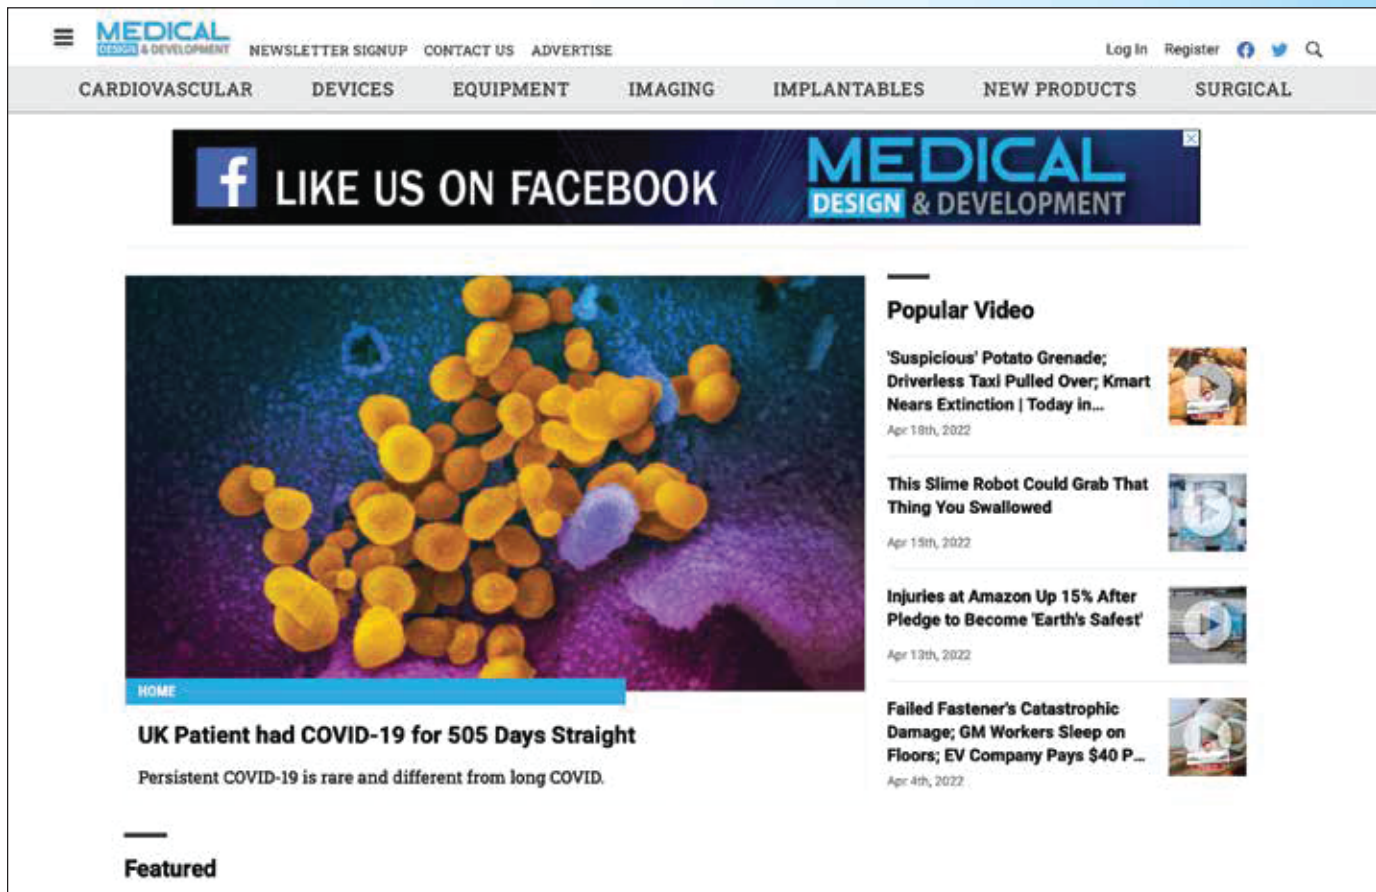 MEDICAL
DESIGN & DEVELOPMENT
NEWSLETTER SIGNUP CONTACT US ADVERTISE
Log In Register
CARDIOVASCULAR DEVICES EQUIPMENT IMAGING IMPLANTABLES NEW PRODUCTS SURGICAL
f LIKE US ON FACEBOOK
MEDICAL
DESIGN & DEVELOPMENT
HOME
UK Patient had COVID-19 for 505 Days Straight
Persistent COVID-19 is rare and different from long COVID.
Popular Video
'Suspicious' Potato Grenade;
Driverless Taxi Pulled Over; Kmart
Nears Extinction | Today in...
Apr 18th, 2022
This Slime Robot Could Grab That
Thing You Swallowed
Apr 15th, 2022
Injuries at Amazon Up 15% After
Pledge to Become 'Earth's Safest'
Apr 13th, 2022
Failed Fastener's Catastrophic
Damage; GM Workers Sleep on
Floors; EV Company Pays $40 P...
Apr 4th, 2022
Featured